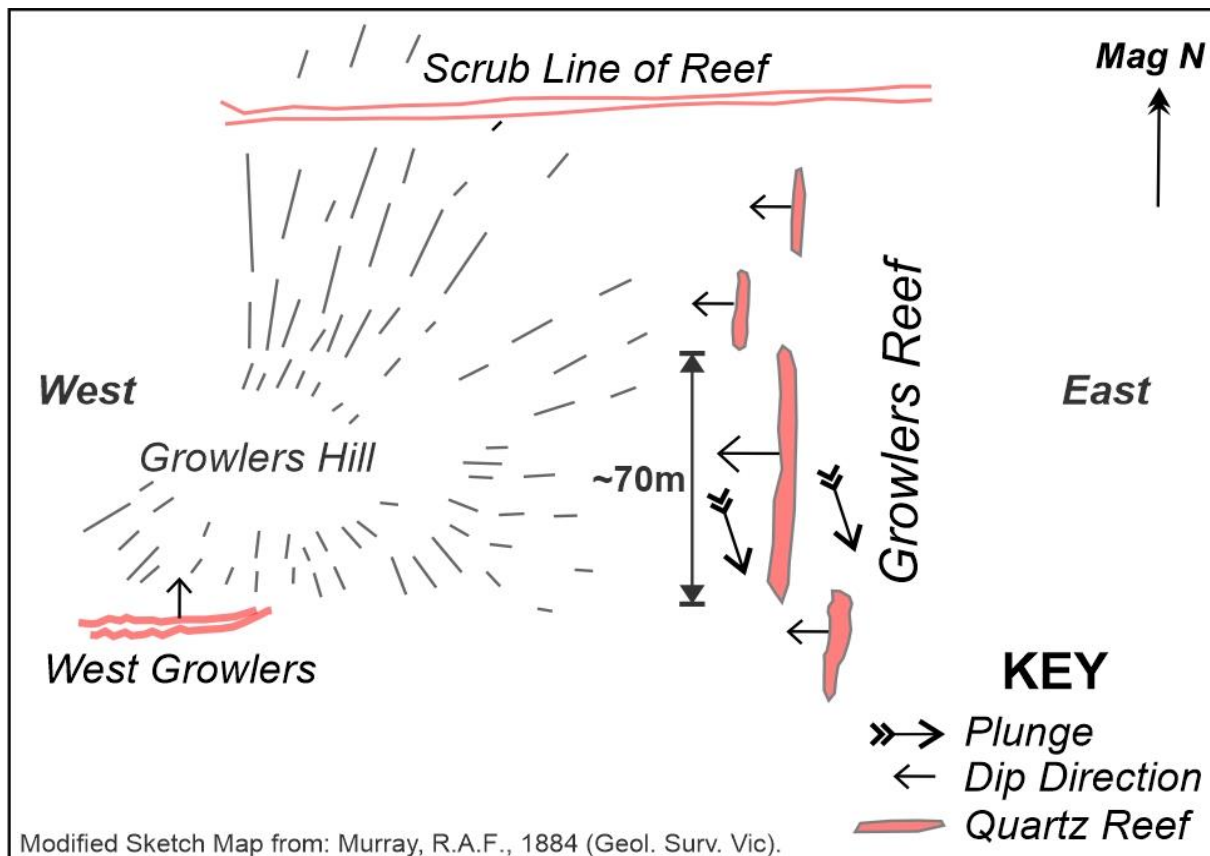 Scrub Line of Reef
Mag N
West
East
Growlers Hill
Growlers Reef
~70m
West Growlers
KEY
Plunge
Dip Direction
Quartz Reef
Modified Sketch Map from: Murray, R.A.F., 1884 (Geol. Surv. Vic).